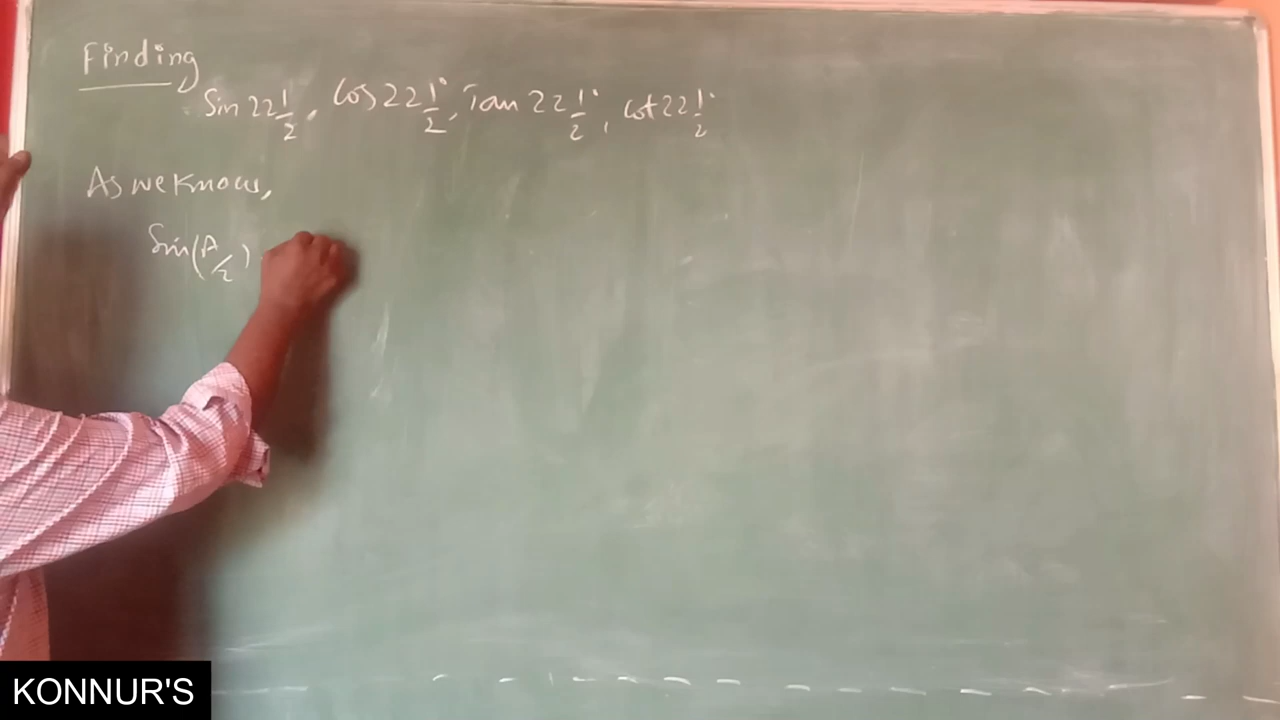 Finding
Sin 22 1/2, Cos 22 1/2°, Tan 22 1/2°, Cot 22 1/2°
As we know,
Sin(A/2)
KONNUR'S